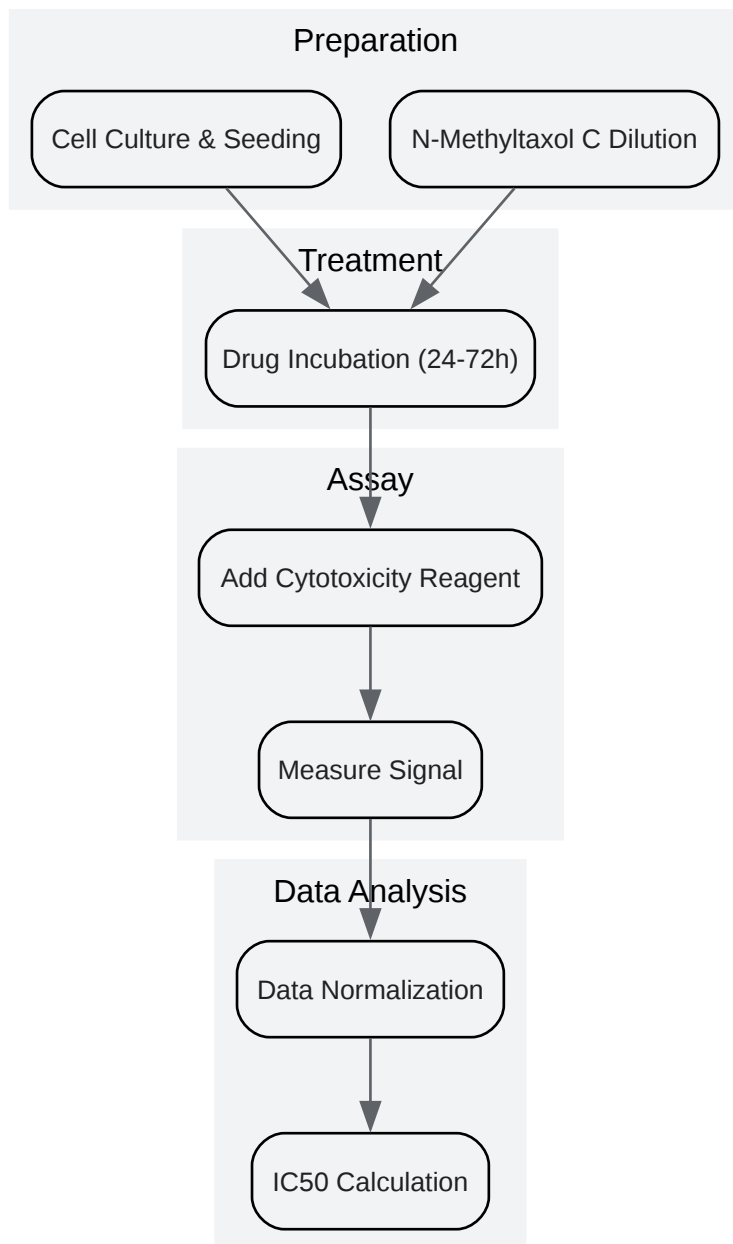 Preparation
Cell Culture & Seeding
N-Methyltaxol C Dilution
Treatment
Drug Incubation (24-72h)
Assay
Add Cytotoxicity Reagent
Measure Signal
Data Analysis
Data Normalization
IC50 Calculation